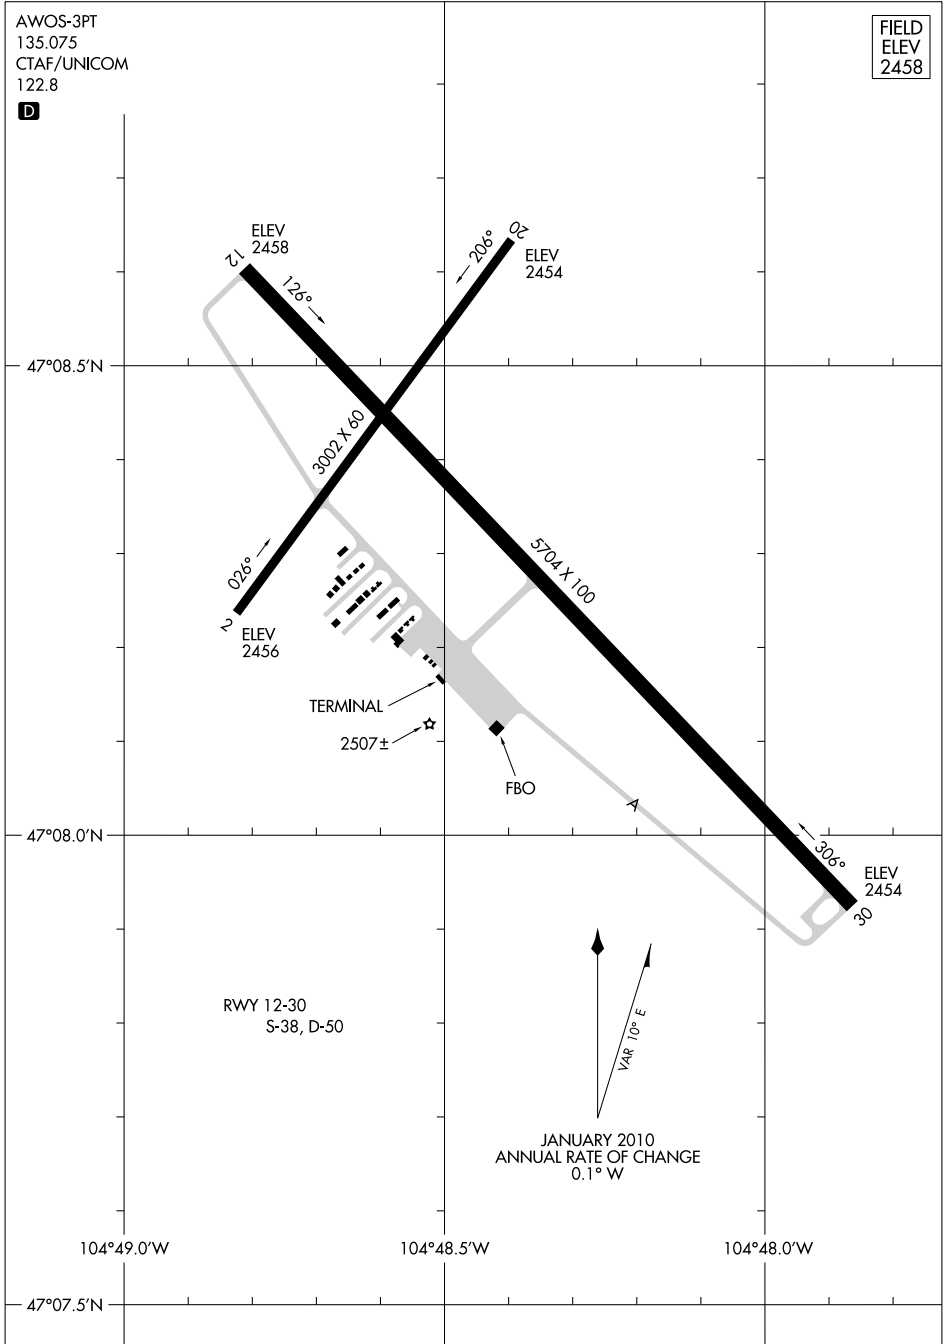 AWOS-3PT
135.075
CTAF/UNICOM
122.8
D
FIELD
ELEV
2458
ELEV
2458
12
126°
20
206°
ELEV
2454
47°08.5'N
3002 X 60
026°
2
ELEV
2456
5704 X 100
TERMINAL
2507±
FBO
A
47°08.0'N
306°
ELEV
2454
30
RWY 12-30
S-38, D-50
VAR 10° E
JANUARY 2010
ANNUAL RATE OF CHANGE
0.1° W
104°49.0'W
104°48.5'W
104°48.0'W
47°07.5'N